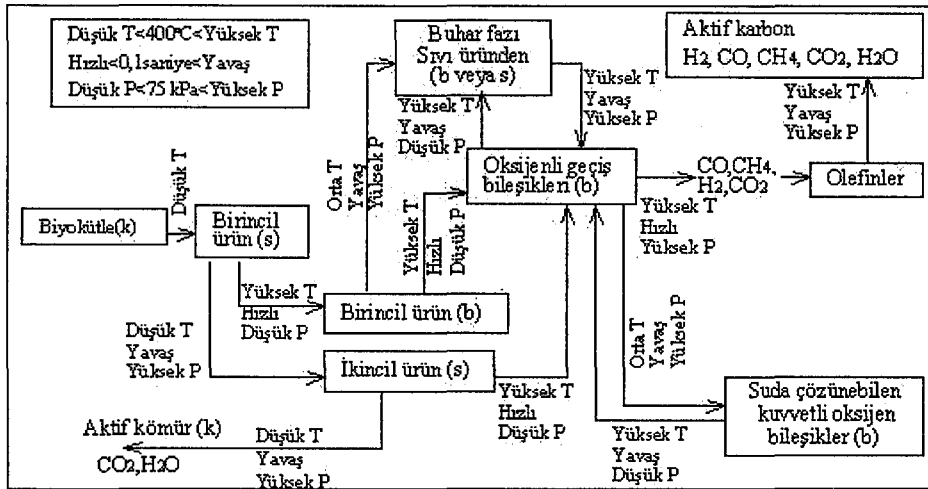 Düşük T<400°C<Yüksek T
Hızlı<0,1saniye<Yavaş
Düşük P<75 kPa<Yüksek P
Buhar fazı
Sıvı üründen
(b veya s)
Aktif karbon
H2, CO, CH4, CO2, H2O
Yüksek T
Yavaş
Düşük P
Yüksek T
Yavaş
Yüksek P
Yüksek T
Yavaş
Yüksek P
Orta T
Yavaş
Yüksek P
Düşük T
Biyokütle(k)
Birincil
ürün (s)
Oksijenli geçiş
bileşikleri (b)
CO,CH4,
H2,CO2
Olefinler
Yüksek T
Hızlı
Yüksek P
Yüksek T
Hızlı
Düşük P
Yüksek T
Hızlı
Düşük P
Birincil ürün (b)
Düşük T
Yavaş
Yüksek P
İkincil ürün (s)
Orta T
Yavaş
Yüksek P
Yüksek T
Hızlı
Düşük P
Suda çözünebilen
kuvvetli oksijen
bileşikler (b)
Aktif kömür (k)
CO2,H2O
Düşük T
Yavaş
Yüksek P
Yüksek T
Yavaş
Düşük P